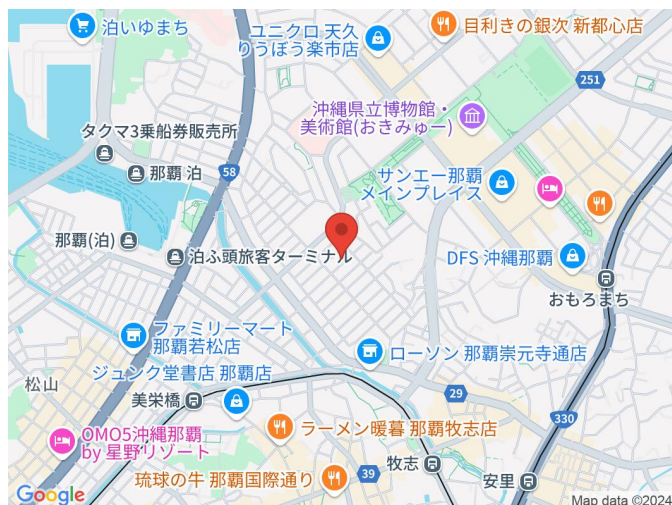 泊いゆまち
ユニクロ 天久
りうぼう楽市店
目利きの銀次 新都心店
251
沖縄県立博物館・
美術館(おきみゅー)
タクマ3乗船券販売所
那覇 泊
58
サンエー那覇
メインプレイス
那覇(泊)
泊ふ頭旅客ターミナル
DFS 沖縄那覇
おもろまち
ファミリーマート
那覇若松店
ローソン 那覇崇元寺通店
ジュンク堂書店 那覇店
松山
美栄橋
29
330
OMO5沖縄那覇
by 星野リゾート
ラーメン暖暮 那覇牧志店
牧志
39
安里
琉球の牛 那覇国際通り
Google
Map data ©2024